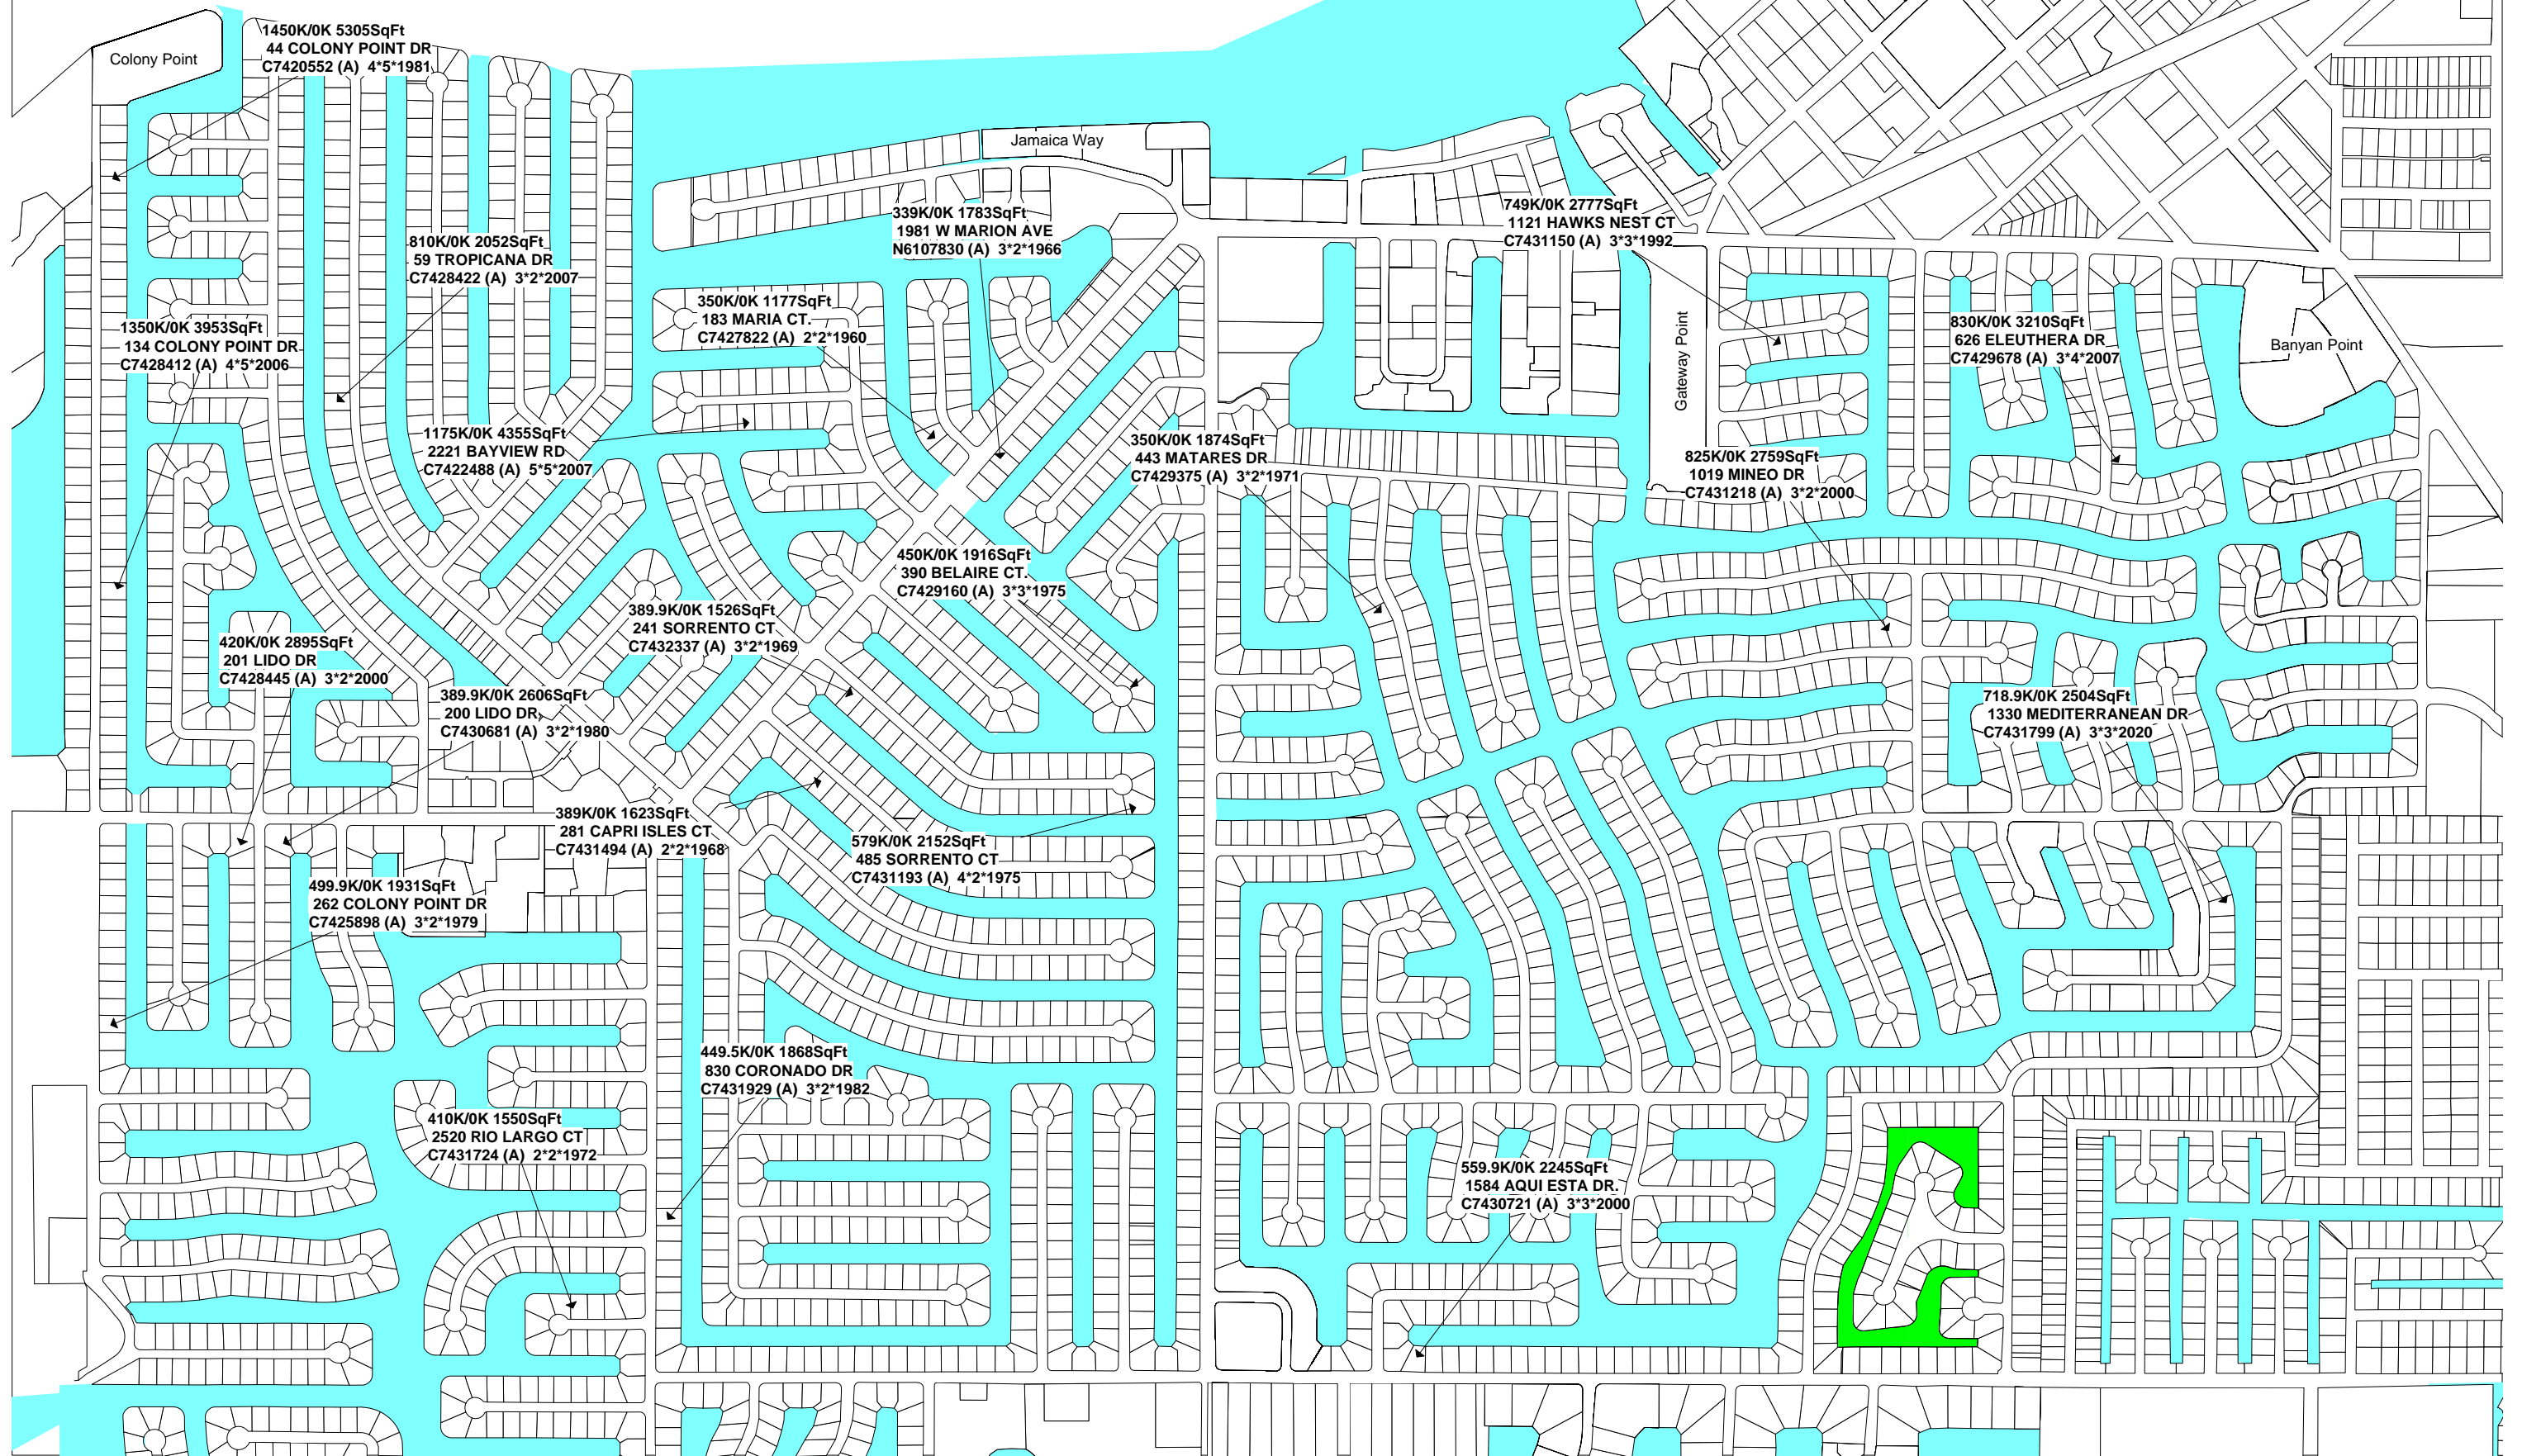 Colony Point
1450K/0K 5305SqFt
44 COLONY POINT DR
C7420552 (A) 4*5*1981
Jamaica Way
339K/0K 1783SqFt
1981 W MARION AVE
N6107830 (A) 3*2*1966
749K/0K 2777SqFt
1121 HAWKS NEST CT
C7431150 (A) 3*3*1992
810K/0K 2052SqFt
59 TROPICANA DR
C7428422 (A) 3*2*2007
350K/0K 1177SqFt
183 MARIA CT.
C7427822 (A) 2*2*1960
1350K/0K 3953SqFt
134 COLONY POINT DR
C7428412 (A) 4*5*2006
Gateway Point
830K/0K 3210SqFt
626 ELEUTHERA DR
C7429678 (A) 3*4*2007
Banyan Point
1175K/0K 4355SqFt
2221 BAYVIEW RD
C7422488 (A) 5*5*2007
350K/0K 1874SqFt
443 MATARES DR
C7429375 (A) 3*2*1971
825K/0K 2759SqFt
1019 MINEO DR
C7431218 (A) 3*2*2000
450K/0K 1916SqFt
390 BELAIRE CT.
C7429160 (A) 3*3*1975
389.9K/0K 1526SqFt
241 SORRENTO CT
C7432337 (A) 3*2*1969
420K/0K 2895SqFt
201 LIDO DR
C7428445 (A) 3*2*2000
389.9K/0K 2606SqFt
200 LIDO DR,
C7430681 (A) 3*2*1980
718.9K/0K 2504SqFt
1330 MEDITERRANEAN DR
C7431799 (A) 3*3*2020
389K/0K 1623SqFt
281 CAPRI ISLES CT
C7431494 (A) 2*2*1968
579K/0K 2152SqFt
485 SORRENTO CT
C7431193 (A) 4*2*1975
499.9K/0K 1931SqFt
262 COLONY POINT DR
C7425898 (A) 3*2*1979
449.5K/0K 1868SqFt
830 CORONADO DR
C7431929 (A) 3*2*1982
410K/0K 1550SqFt
2520 RIO LARGO CT
C7431724 (A) 2*2*1972
559.9K/0K 2245SqFt
1584 AQUI ESTA DR.
C7430721 (A) 3*3*2000